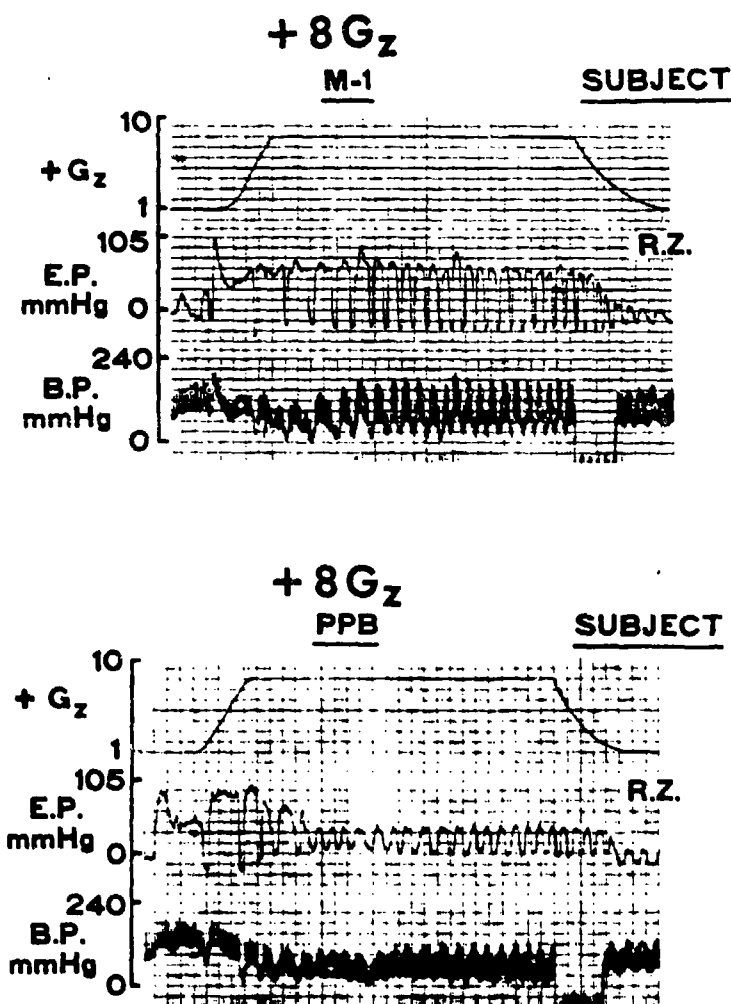 + 8 Gz
M-1 SUBJECT
10
+ Gz
1
105 R.Z.
E.P.
mmHg 0
240
B.P.
mmHg
0
+ 8 Gz
PPB SUBJECT
10
+ Gz
1
105 R.Z.
E.P.
mmHg 0
240
B.P.
mmHg
0